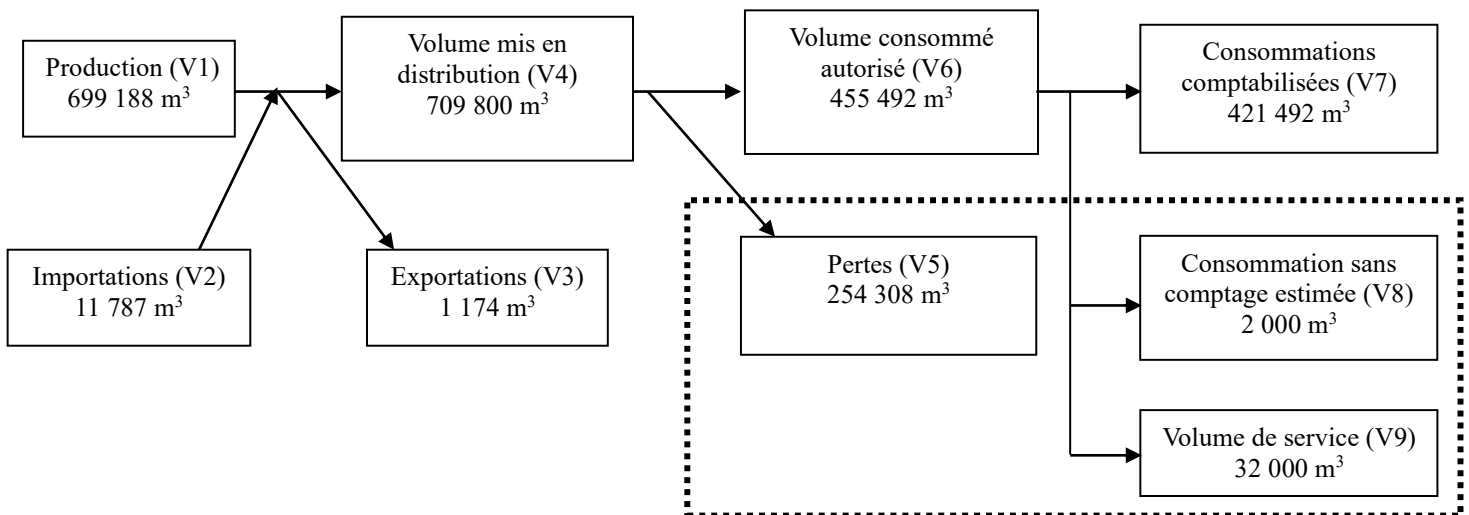 Production (V1)
699 188 m³
Volume mis en
distribution (V4)
709 800 m³
Volume consommé
autorisé (V6)
455 492 m³
Consommations
comptabilisées (V7)
421 492 m³
Importations (V2)
11 787 m³
Exportations (V3)
1 174 m³
Pertes (V5)
254 308 m³
Consommation sans
comptage estimée (V8)
2 000 m³
Volume de service (V9)
32 000 m³